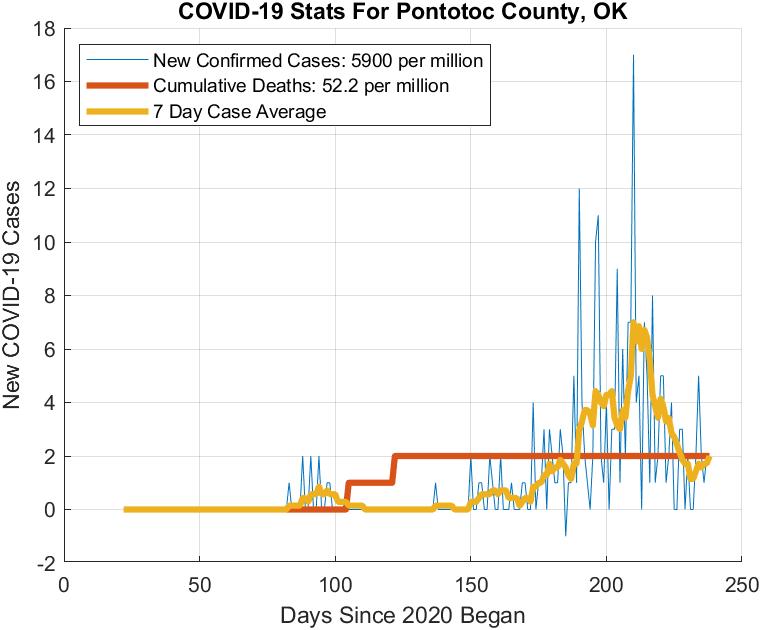 COVID-19 Stats For Pontotoc County, OK
18
New Confirmed Cases: 5900 per million
Cumulative Deaths: 52.2 per million
7 Day Case Average
16
14
12
10
8
6
4
2
0
-2
New COVID-19 Cases
0 50 100 150 200 250
Days Since 2020 Began